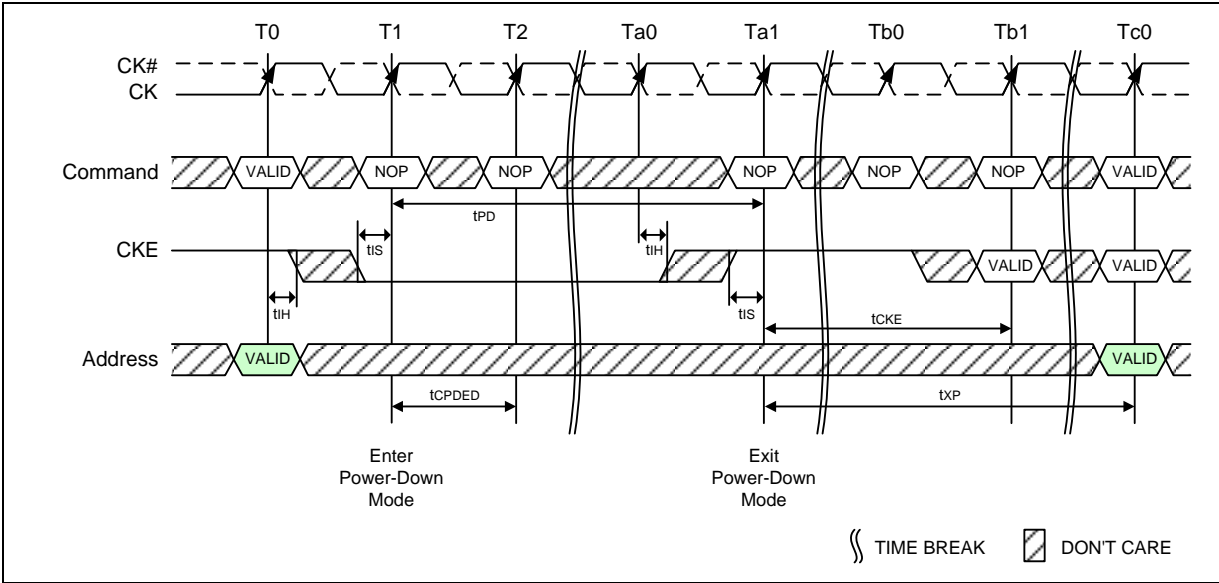 T0 T1 T2 Ta0 Ta1 Tb0 Tb1 Tc0
CK#
CK
Command VALID NOP NOP NOP NOP NOP VALID
tPD
tIS tIH
CKE VALID VALID
tIH tIS
tCKE
Address VALID VALID
tCPDED tXP
Enter
Power-Down
Mode
Exit
Power-Down
Mode
TIME BREAK DON'T CARE